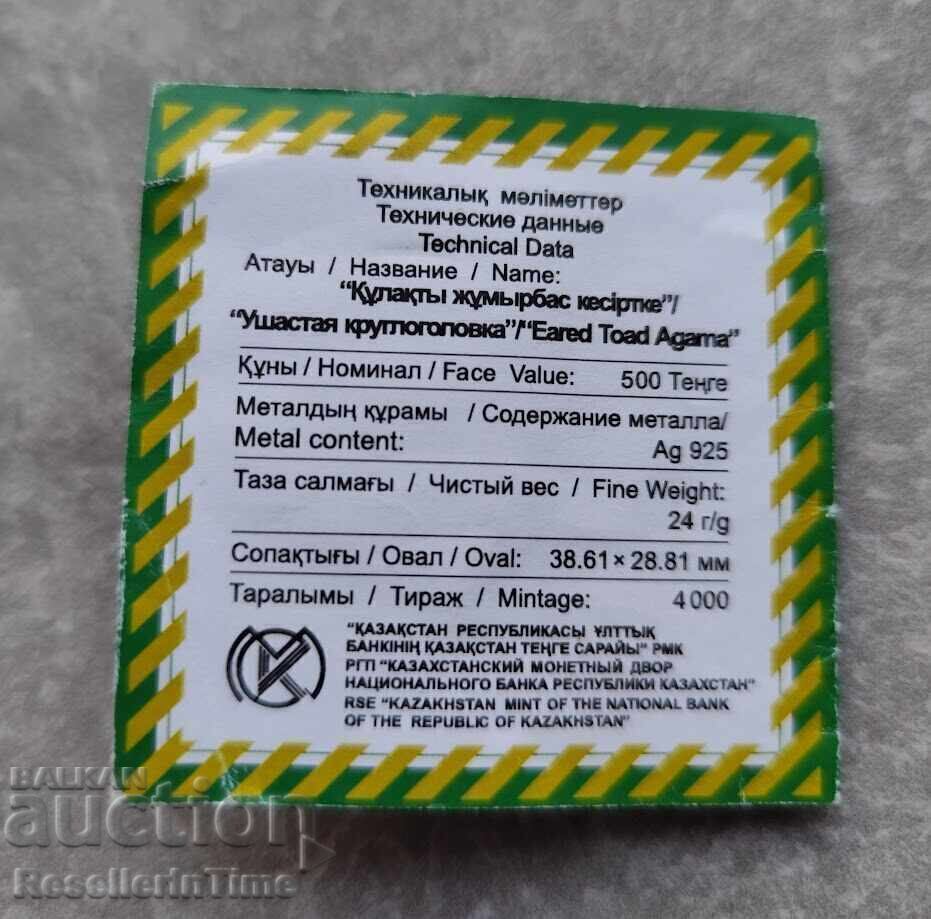 Техникалық мәліметтер
Технические данные
Technical Data
Атауы / Название / Name:
"Құлақты жұмырбас кесіртке"/
"Ушастая круглоголовка"/"Eared Toad Agama"
Құны / Номинал / Face Value: 500 Теңге
Металдың құрамы / Содержание металла/
Metal content: Ag 925
Таза салмағы / Чистый вес / Fine Weight:
24 г/g
Сопақтығы / Овал / Oval: 38.61 × 28.81 мм
Таралымы / Тираж / Mintage: 4 000
"ҚАЗАҚСТАН РЕСПУБЛИКАСЫ ҰЛТТЫҚ
БАНКІНІҢ ҚАЗАҚСТАН ТЕҢГЕ САРАЙЫ" РМК
РГП "КАЗАХСТАНСКИЙ МОНЕТНЫЙ ДВОР
НАЦИОНАЛЬНОГО БАНКА РЕСПУБЛИКИ КАЗАХСТАН"
RSE "KAZAKHSTAN MINT OF THE NATIONAL BANK
OF THE REPUBLIC OF KAZAKHSTAN"
BALKAN
auction
ResellerInTime